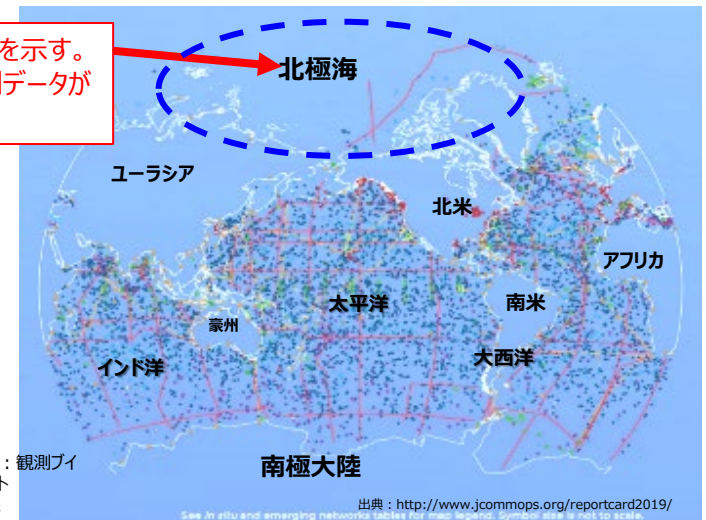 を示す。
測データが
北極海
ユーラシア
北米
アフリカ
太平洋
南米
豪州
大西洋
インド洋
：観測ブイ
ト
南極大陸
出典：http://www.jcommops.org/reportcard2019/
See in situ and emerging networks tables for map legend. Symbol size is not to scale.